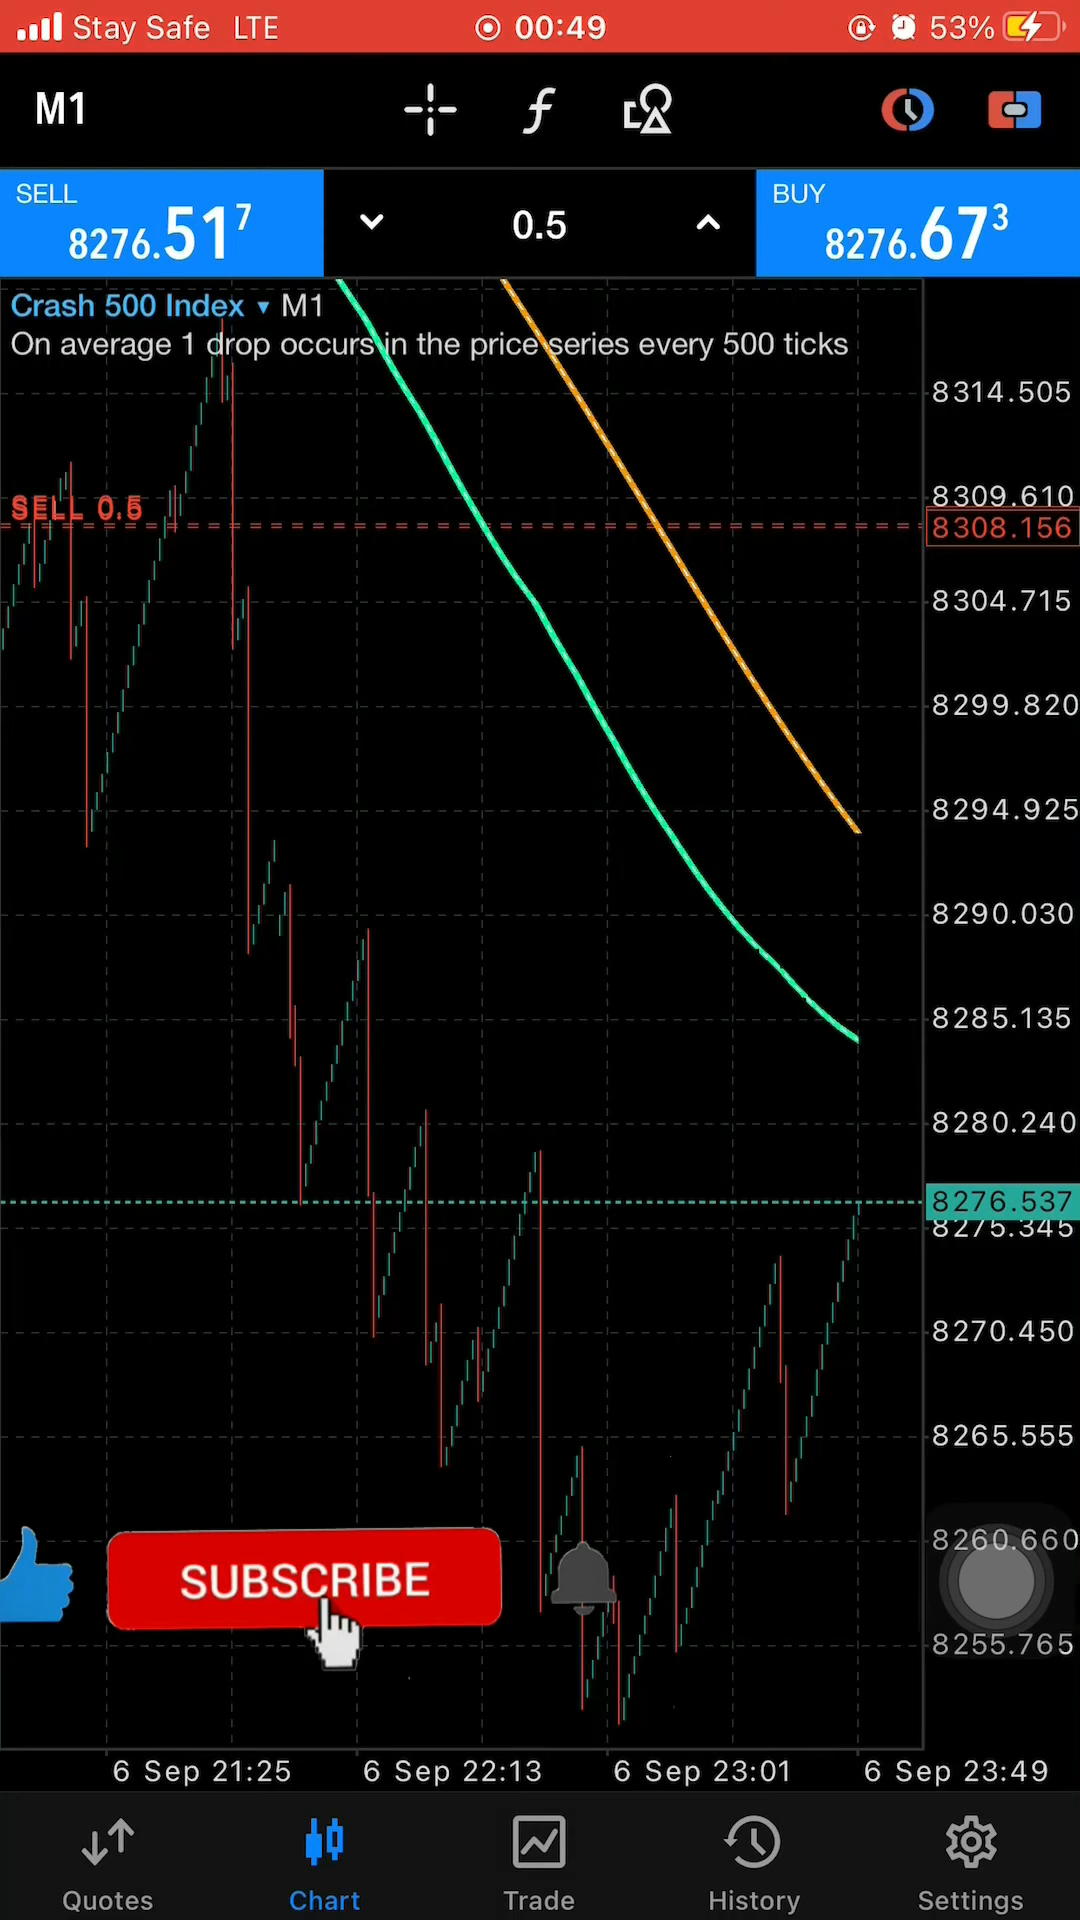 Stay Safe LTE 00:49 53%
M1
SELL
8276.517
0.5
BUY
8276.673
Crash 500 Index ▾ M1
On average 1 drop occurs in the price series every 500 ticks
8314.505
8309.610
SELL 0.5
8308.156
8304.715
8299.820
8294.925
8290.030
8285.135
8280.240
8276.537
8275.345
8270.450
8265.555
8260.660
SUBSCRIBE
8255.765
6 Sep 21:25
6 Sep 22:13
6 Sep 23:01
6 Sep 23:49
Quotes
Chart
Trade
History
Settings